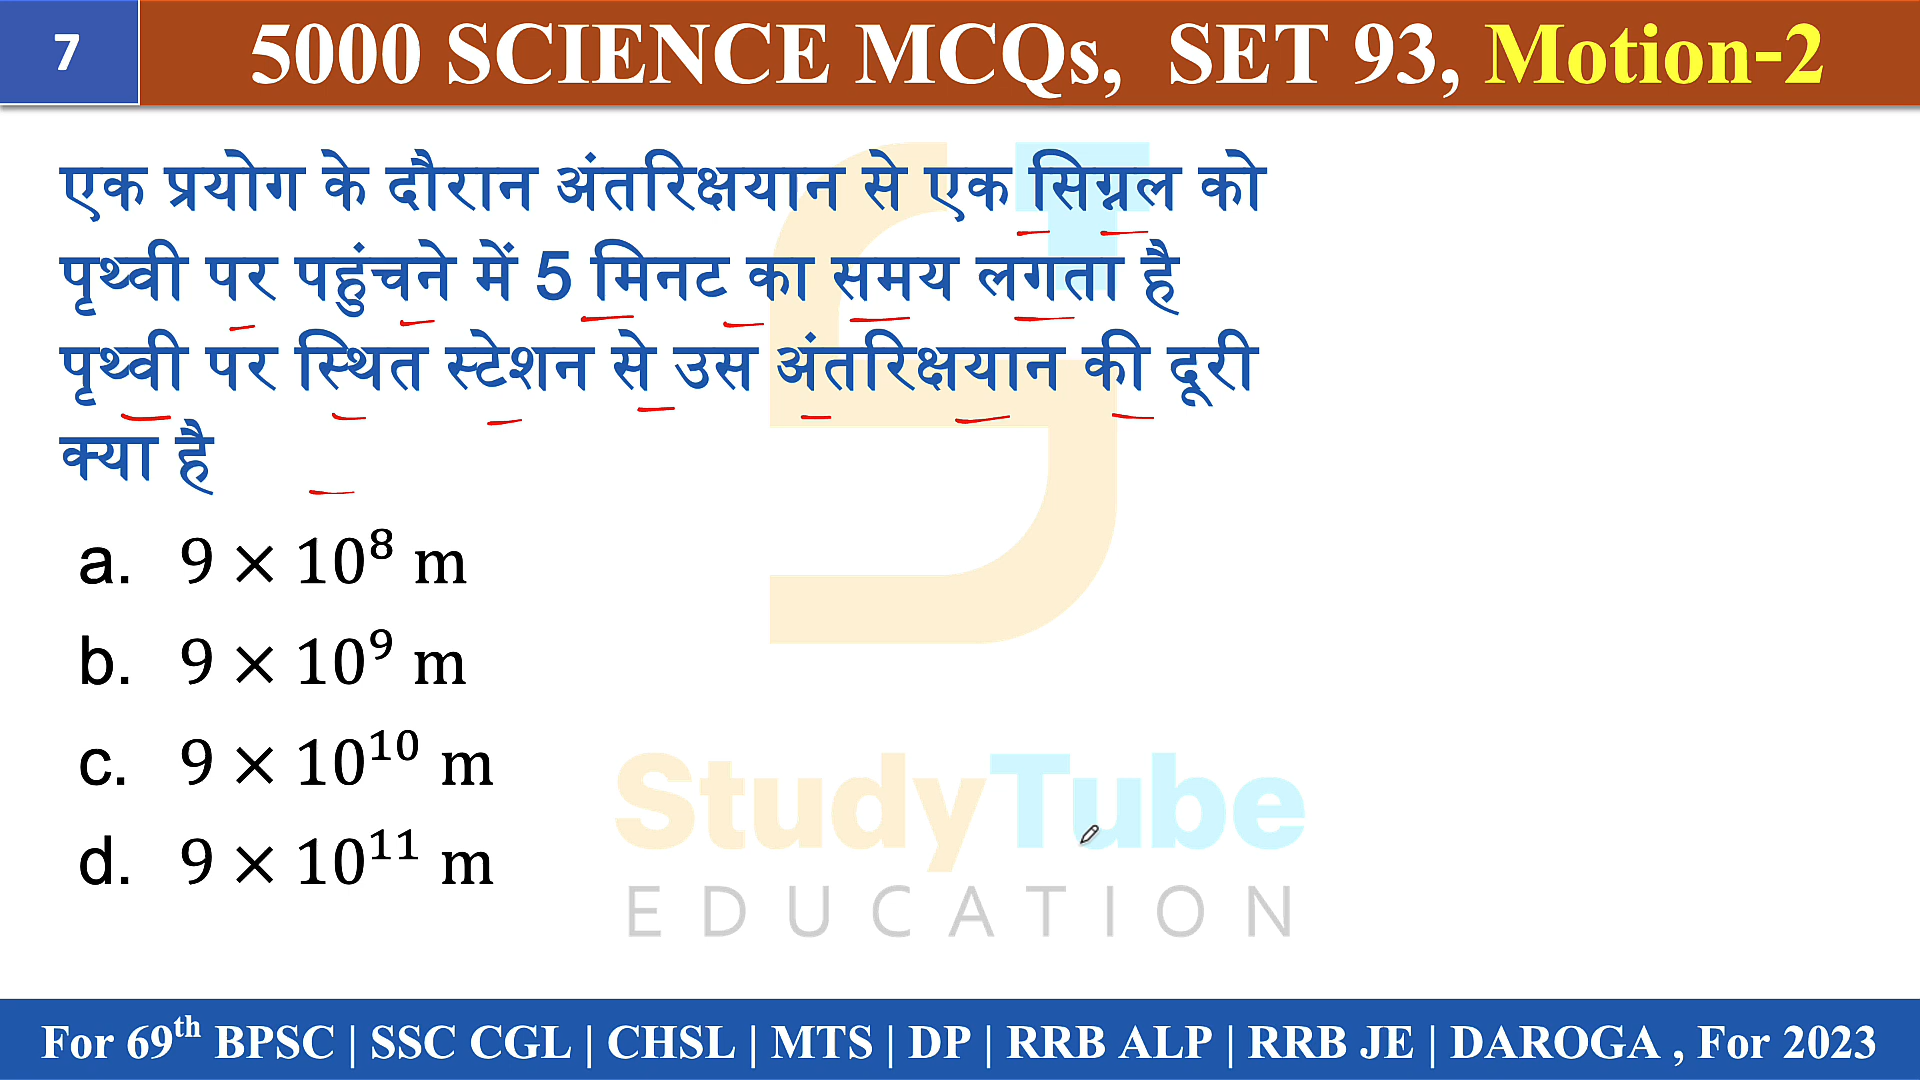 7
5000 SCIENCE MCQs, SET 93, Motion-2
एक प्रयोग के दौरान अंतरिक्षयान से एक सिग्नल को
पृथ्वी पर पहुंचने में 5 मिनट का समय लगता है
पृथ्वी पर स्थित स्टेशन से उस अंतरिक्षयान की दूरी
क्या है
a. 9 × 10⁸ m
b. 9 × 10⁹ m
c. 9 × 10¹⁰ m
d. 9 × 10¹¹ m
StudyTube
EDUCATION
For 69th BPSC | SSC CGL | CHSL | MTS | DP | RRB ALP | RRB JE | DAROGA , For 2023